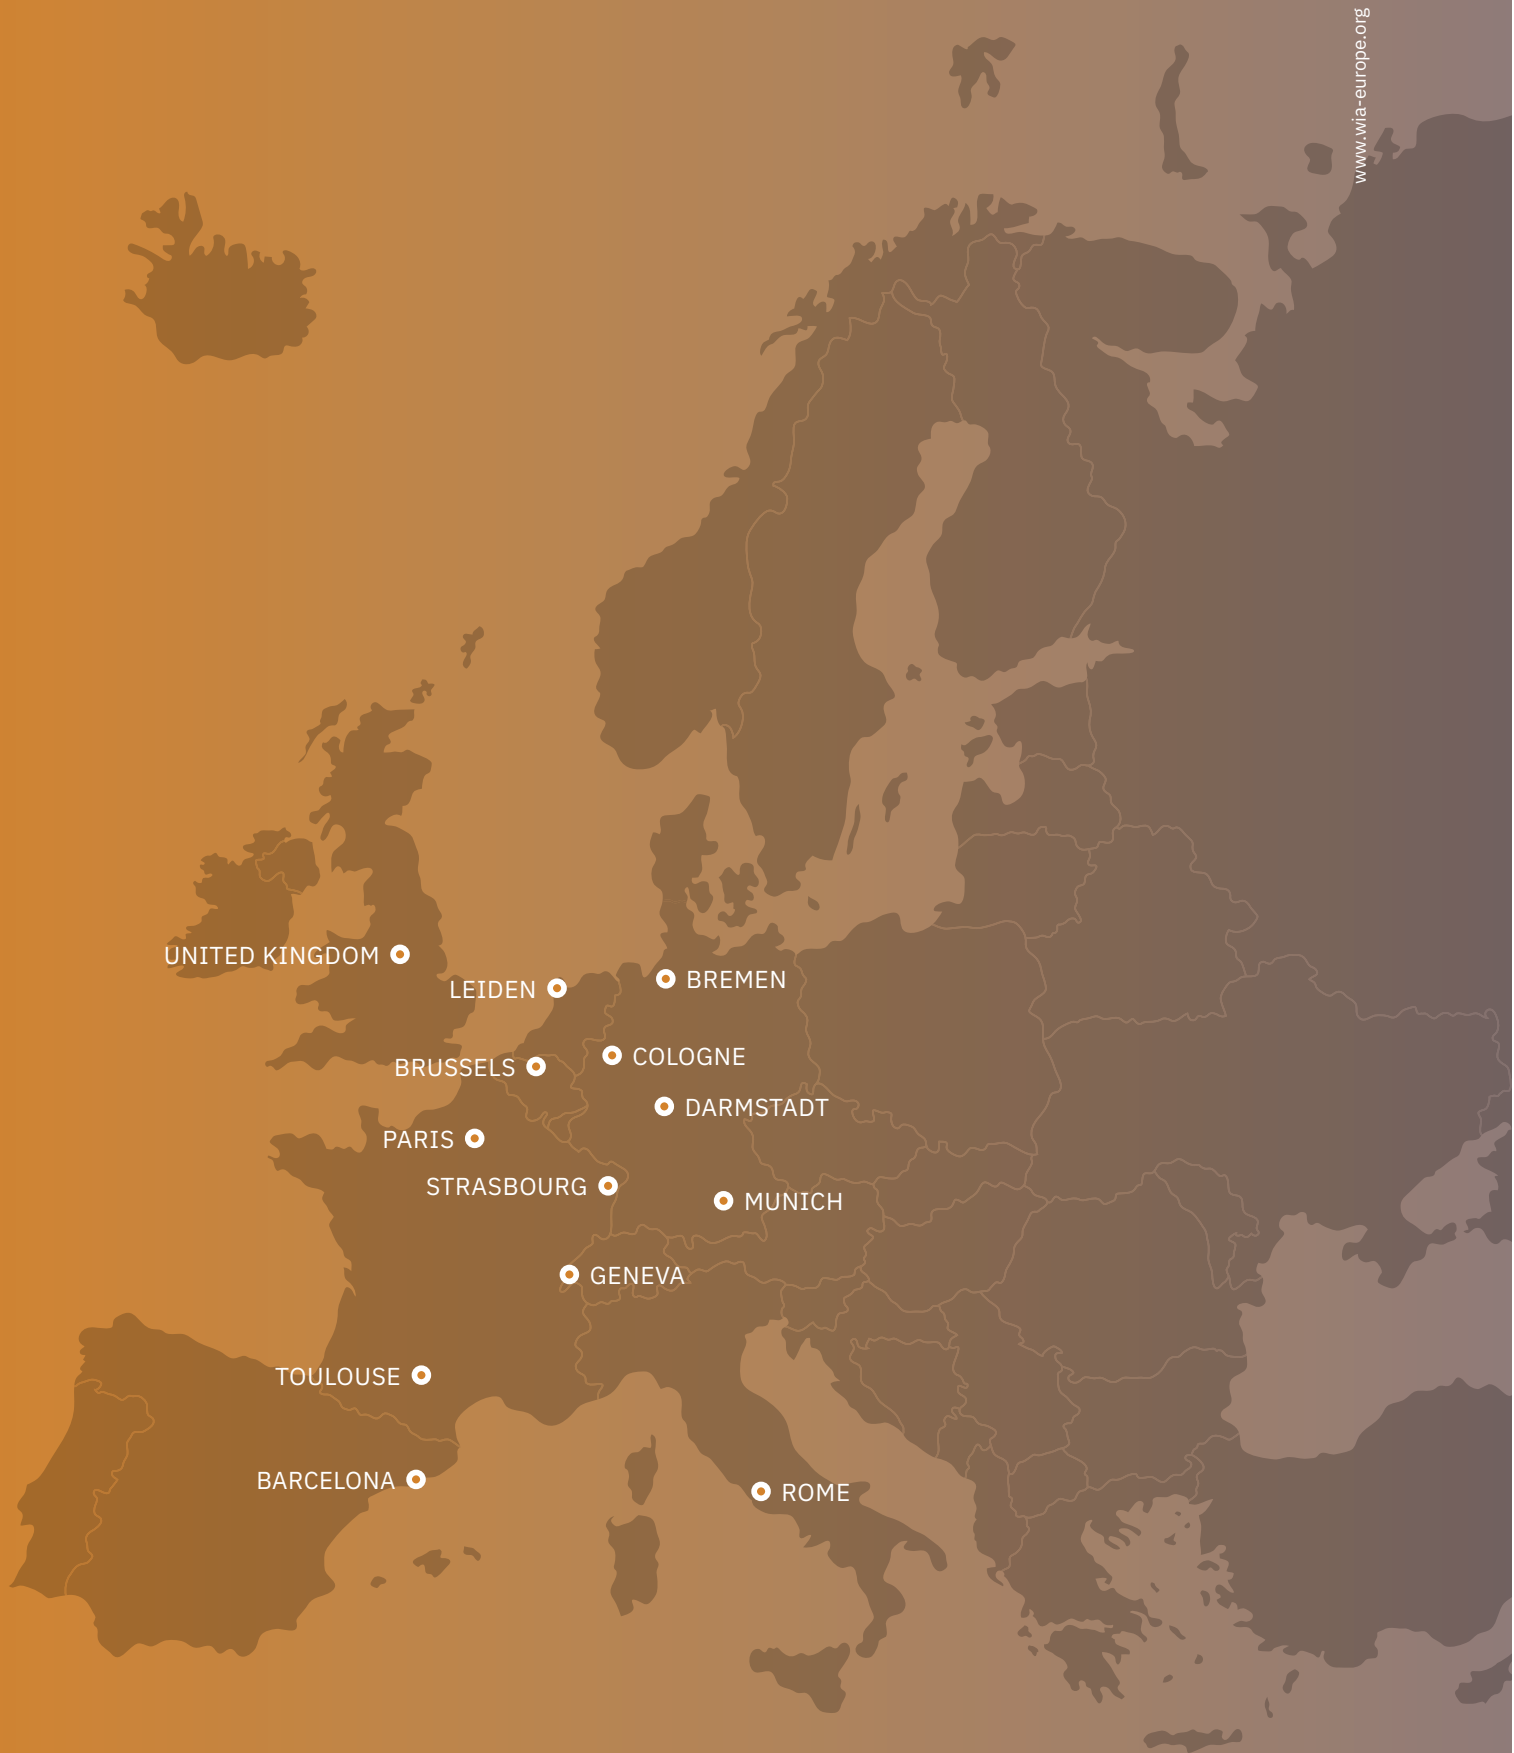 www.wia-europe.org
UNITED KINGDOM
LEIDEN
BREMEN
BRUSSELS
COLOGNE
DARMSTADT
PARIS
STRASBOURG
MUNICH
GENEVA
TOULOUSE
BARCELONA
ROME